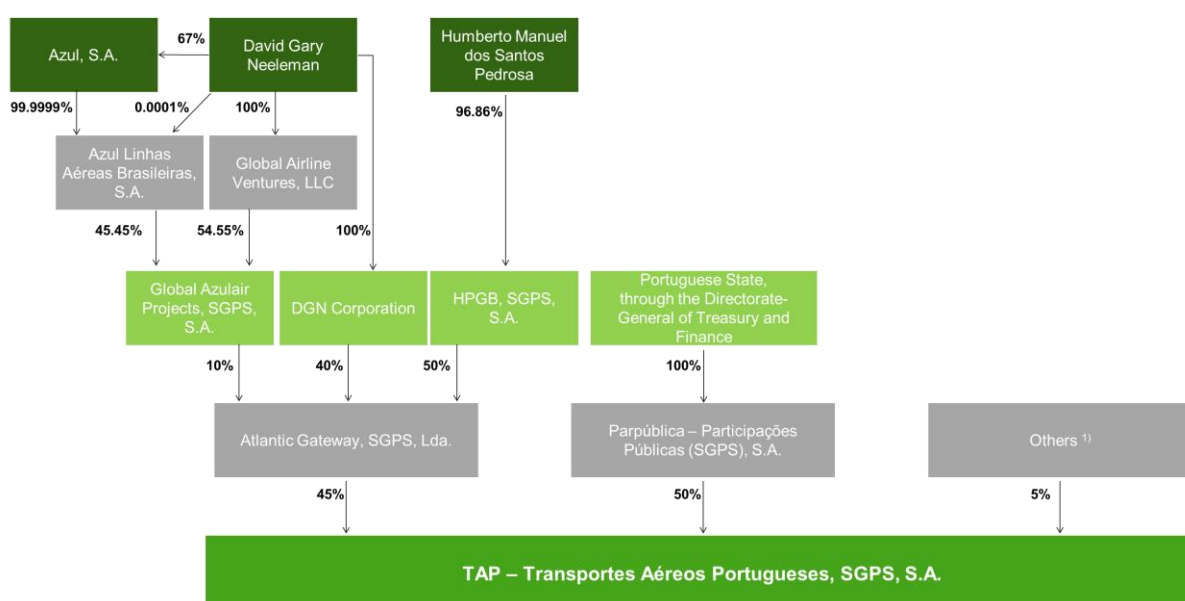 Azul, S.A.
67%
David Gary
Neeleman
Humberto Manuel
dos Santos
Pedrosa
99.9999%
0.0001%
100%
96.86%
Azul Linhas
Aéreas Brasileiras,
S.A.
Global Airline
Ventures, LLC
45.45%
54.55%
100%
Global Azulair
Projects, SGPS,
S.A.
DGN Corporation
HPGB, SGPS,
S.A.
Portuguese State,
through the Directorate-
General of Treasury and
Finance
10%
40%
50%
100%
Atlantic Gateway, SGPS, Lda.
Parpública – Participações
Públicas (SGPS), S.A.
Others 1)
45%
50%
5%
TAP – Transportes Aéreos Portugueses, SGPS, S.A.